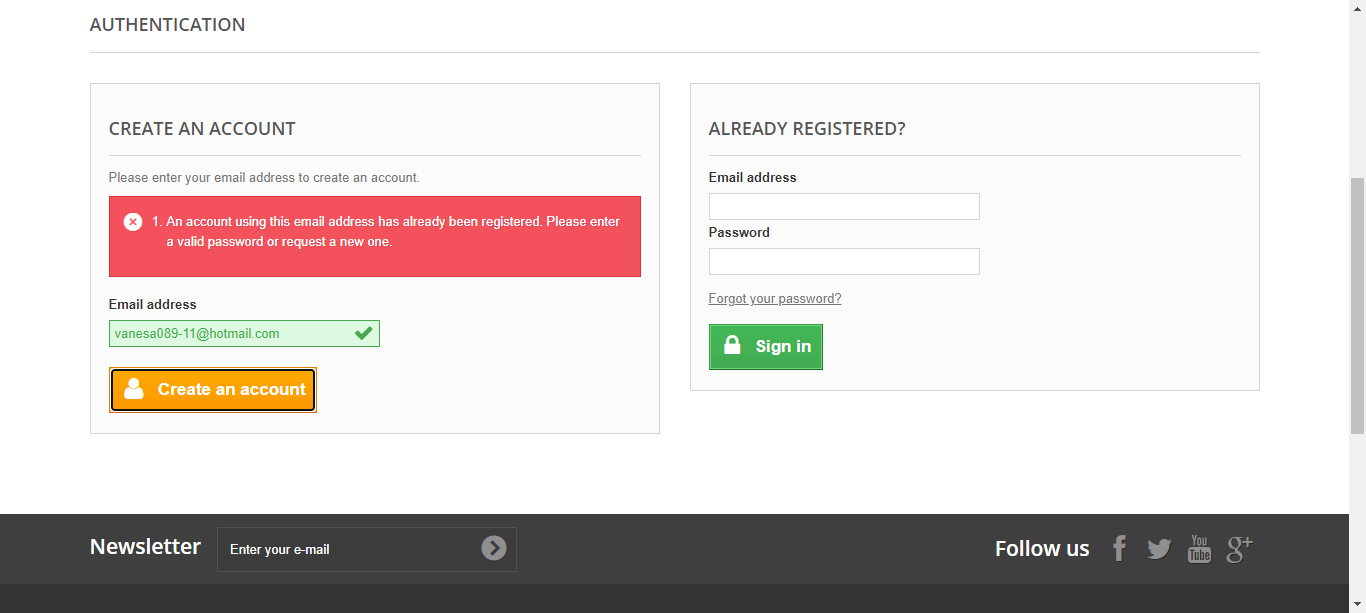 AUTHENTICATION
CREATE AN ACCOUNT
Please enter your email address to create an account.
1. An account using this email address has already been registered. Please enter
a valid password or request a new one.
Email address
vanesa089-11@hotmail.com
Create an account
ALREADY REGISTERED?
Email address
Password
Forgot your password?
Sign in
Newsletter
Enter your e-mail
Follow us
You
Tube
g+